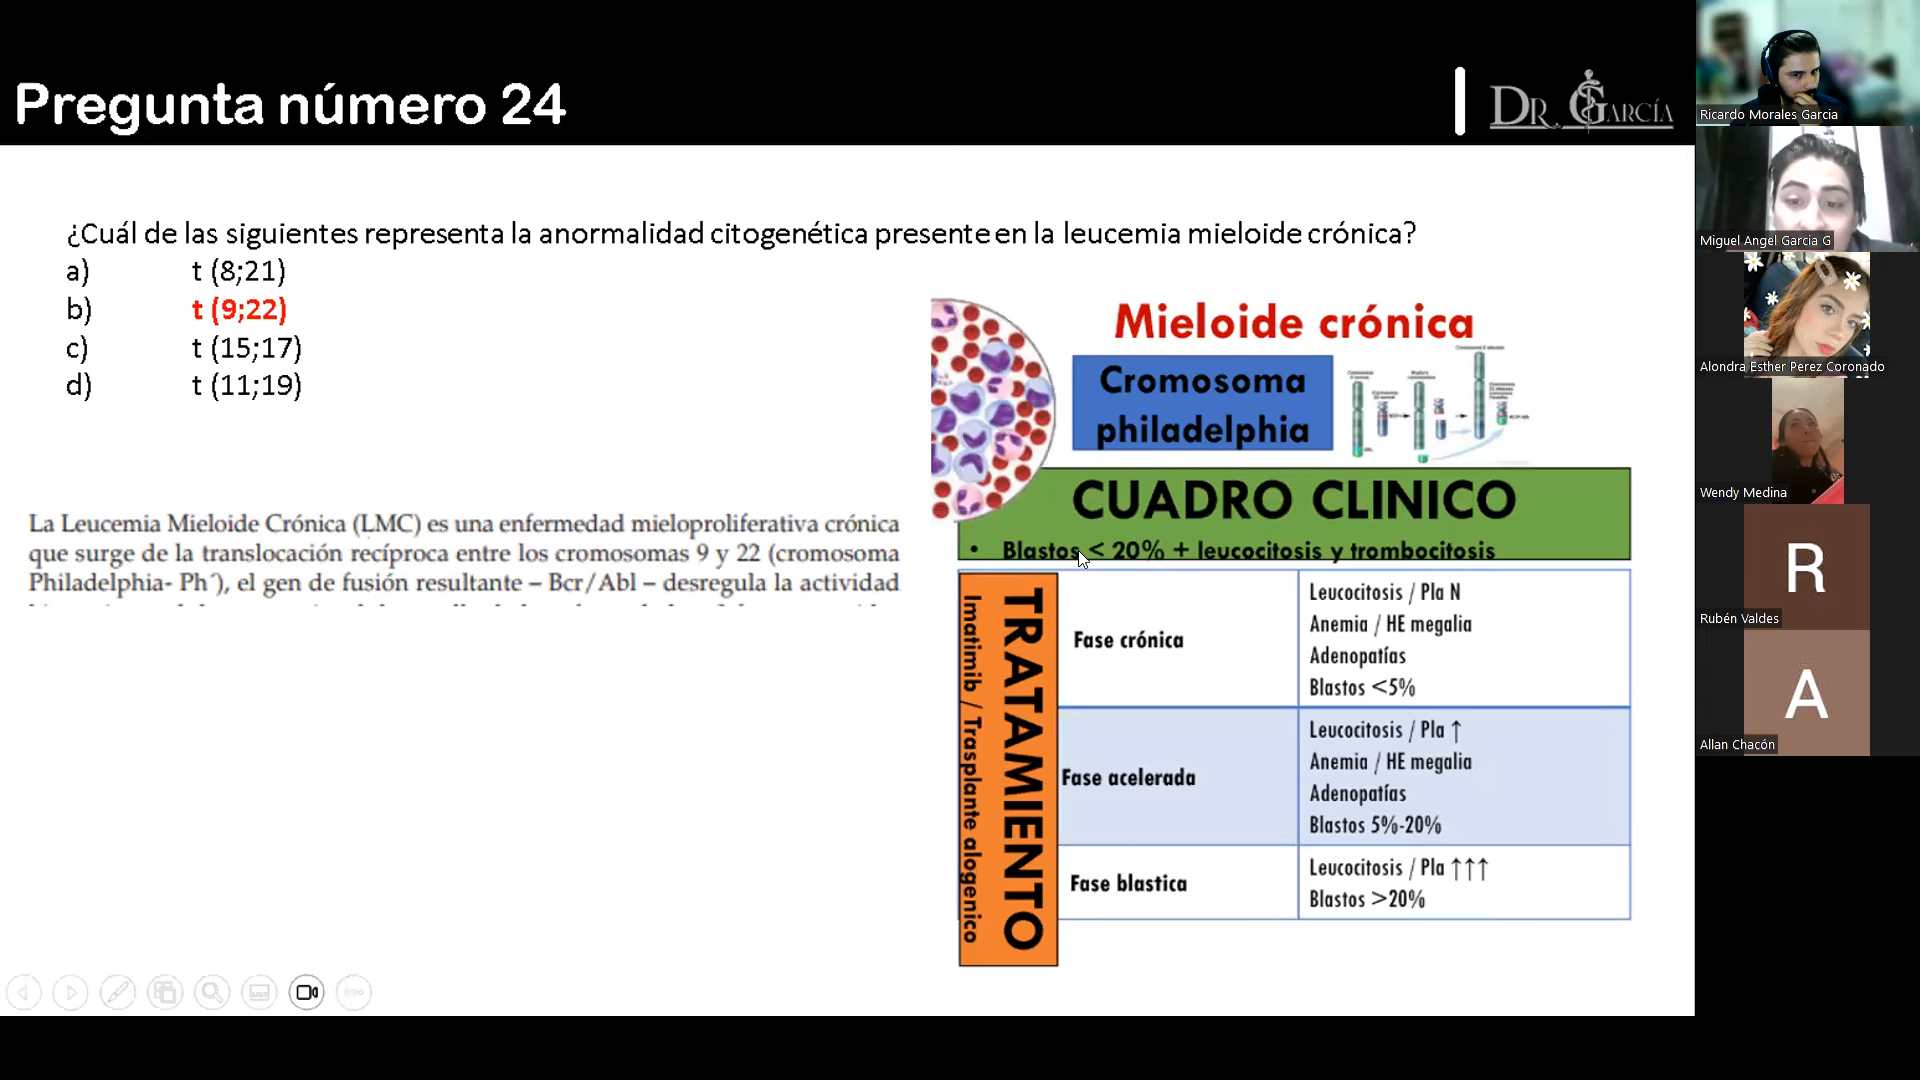 Pregunta número 24
DR. GARCÍA
¿Cuál de las siguientes representa la anormalidad citogenética presente en la leucemia mieloide crónica?
a) t (8;21)
b) t (9;22)
c) t (15;17)
d) t (11;19)
La Leucemia Mieloide Crónica (LMC) es una enfermedad mieloproliferativa crónica
que surge de la translocación recíproca entre los cromosomas 9 y 22 (cromosoma
Philadelphia- Ph´), el gen de fusión resultante – Bcr/Abl – desregula la actividad
Mieloide crónica
Cromosoma
philadelphia
CUADRO CLINICO
• Blastos < 20% + leucocitosis y trombocitosis
TRATAMIENTO
Imatimib / Trasplante alogenico
Fase crónica
Leucocitosis / Pla N
Anemia / HE megalia
Adenopatías
Blastos <5%
Fase acelerada
Leucocitosis / Pla ↑
Anemia / HE megalia
Adenopatías
Blastos 5%-20%
Fase blastica
Leucocitosis / Pla ↑↑↑
Blastos >20%
Ricardo Morales Garcia
Miguel Angel Garcia G
Alondra Esther Perez Coronado
Wendy Medina
R
Rubén Valdes
A
Allan Chacón